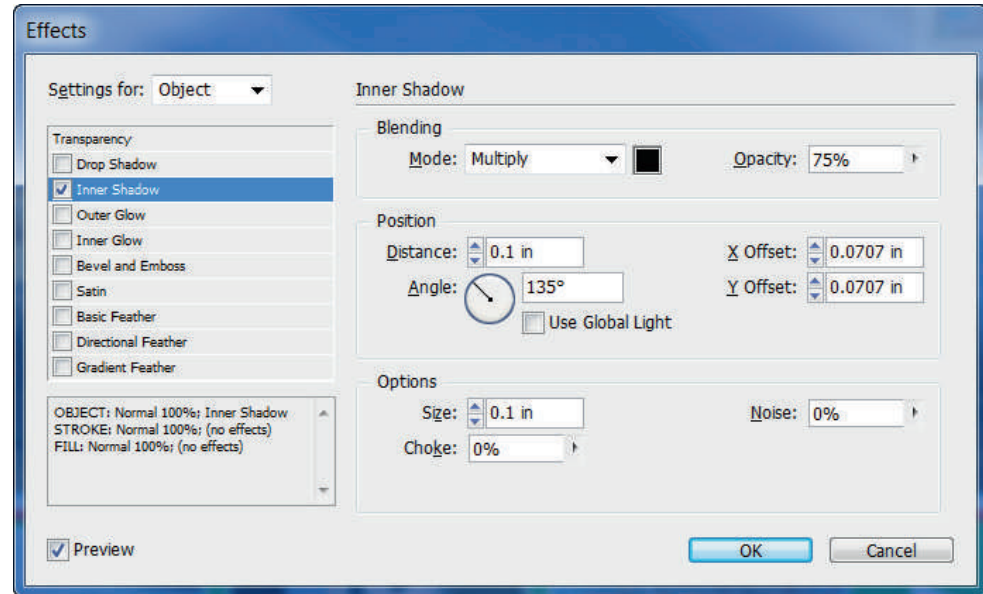 Effects
Settings for: Object
Transparency
Drop Shadow
Inner Shadow
Outer Glow
Inner Glow
Bevel and Emboss
Satin
Basic Feather
Directional Feather
Gradient Feather
OBJECT: Normal 100%; Inner Shadow
STROKE: Normal 100%; (no effects)
FILL: Normal 100%; (no effects)
Preview
Inner Shadow
Blending
Mode: Multiply Opacity: 75%
Position
Distance: 0.1 in X Offset: 0.0707 in
Angle: 135° Y Offset: 0.0707 in
Use Global Light
Options
Size: 0.1 in Noise: 0%
Choke: 0%
OK Cancel